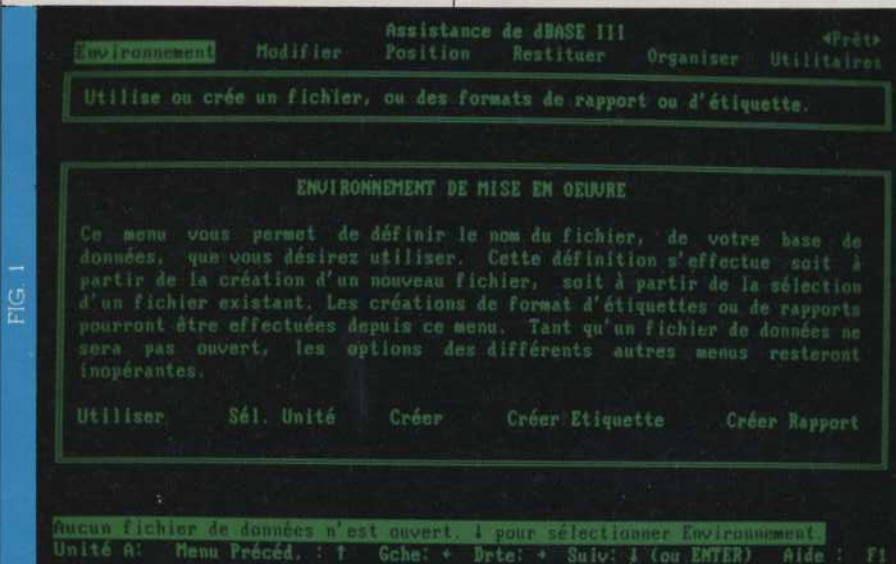 FIG. 1
Assistance de dBASE III
◄Prêt►
Environnement Modifier Position Restituer Organiser Utilitaires
Utilise ou crée un fichier, ou des formats de rapport ou d'étiquette.
ENVIRONNEMENT DE MISE EN OEUVRE
Ce menu vous permet de définir le nom du fichier, de votre base de
données, que vous désirez utiliser. Cette définition s'effectue soit à
partir de la création d'un nouveau fichier, soit à partir de la sélection
d'un fichier existant. Les créations de format d'étiquettes ou de rapports
pourront être effectuées depuis ce menu. Tant qu'un fichier de données ne
sera pas ouvert, les options des différents autres menus resteront
inopérantes.
Utiliser Sél. Unité Créer Créer Etiquette Créer Rapport
Aucun fichier de données n'est ouvert. ↓ pour sélectionner Environnement.
Unité A: Menu Précéd. : ↑ Gche: ← Drte: → Suiv: ↓ (ou ENTER) Aide : F1